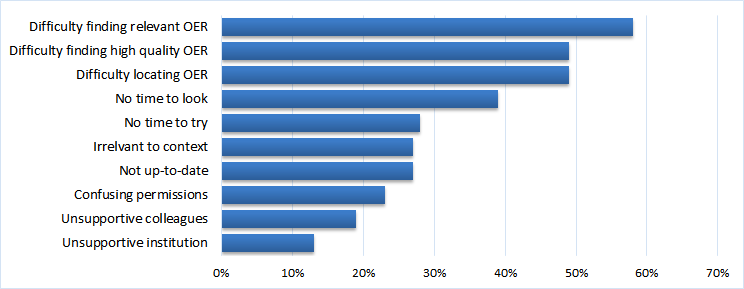 Difficulty finding relevant OER
Difficulty finding high quality OER
Difficulty locating OER
No time to look
No time to try
Irrelvant to context
Not up-to-date
Confusing permissions
Unsupportive colleagues
Unsupportive institution
0% 10% 20% 30% 40% 50% 60% 70%